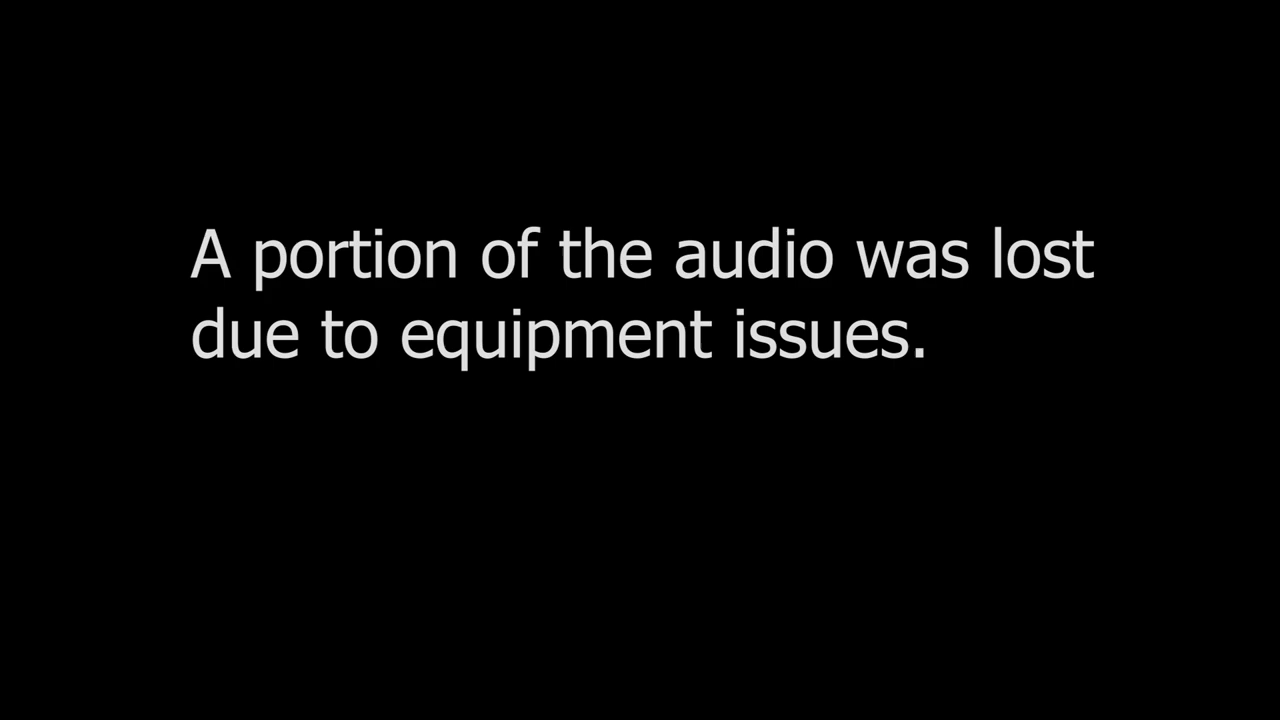 A portion of the audio was lost
due to equipment issues.